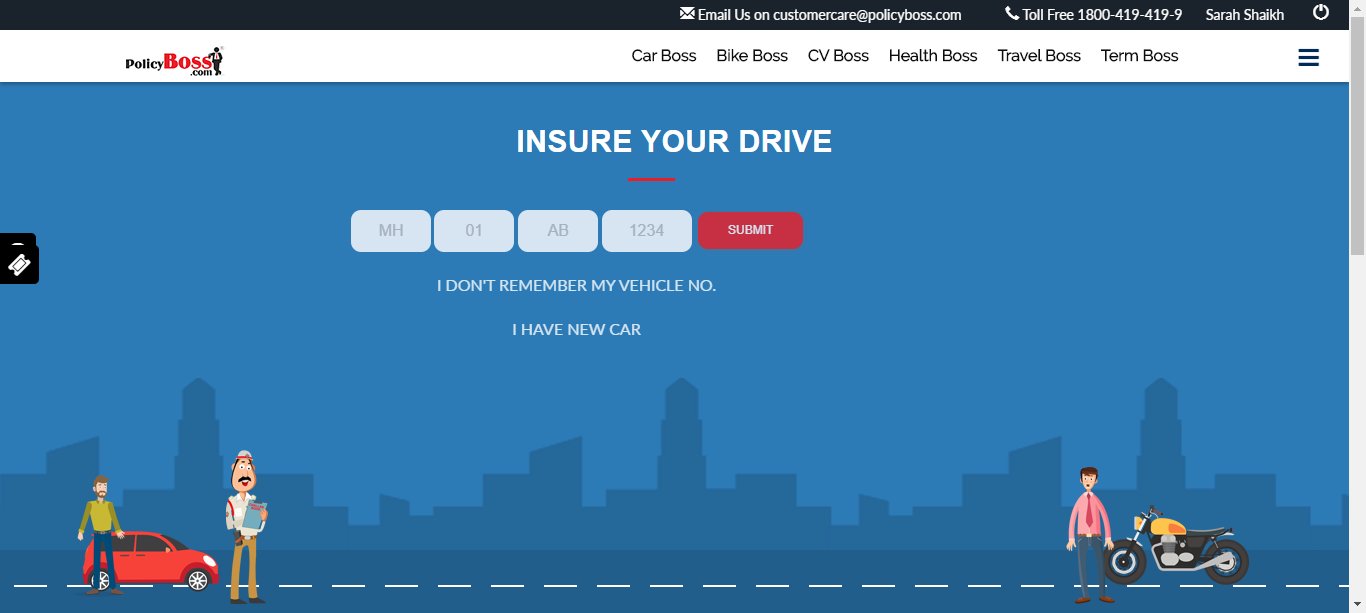 Email Us on customercare@policyboss.com Toll Free 1800-419-419-9 Sarah Shaikh
PolicyBoss
.com
Car Boss Bike Boss CV Boss Health Boss Travel Boss Term Boss
INSURE YOUR DRIVE
MH 01 AB 1234 SUBMIT
I DON'T REMEMBER MY VEHICLE NO.
I HAVE NEW CAR